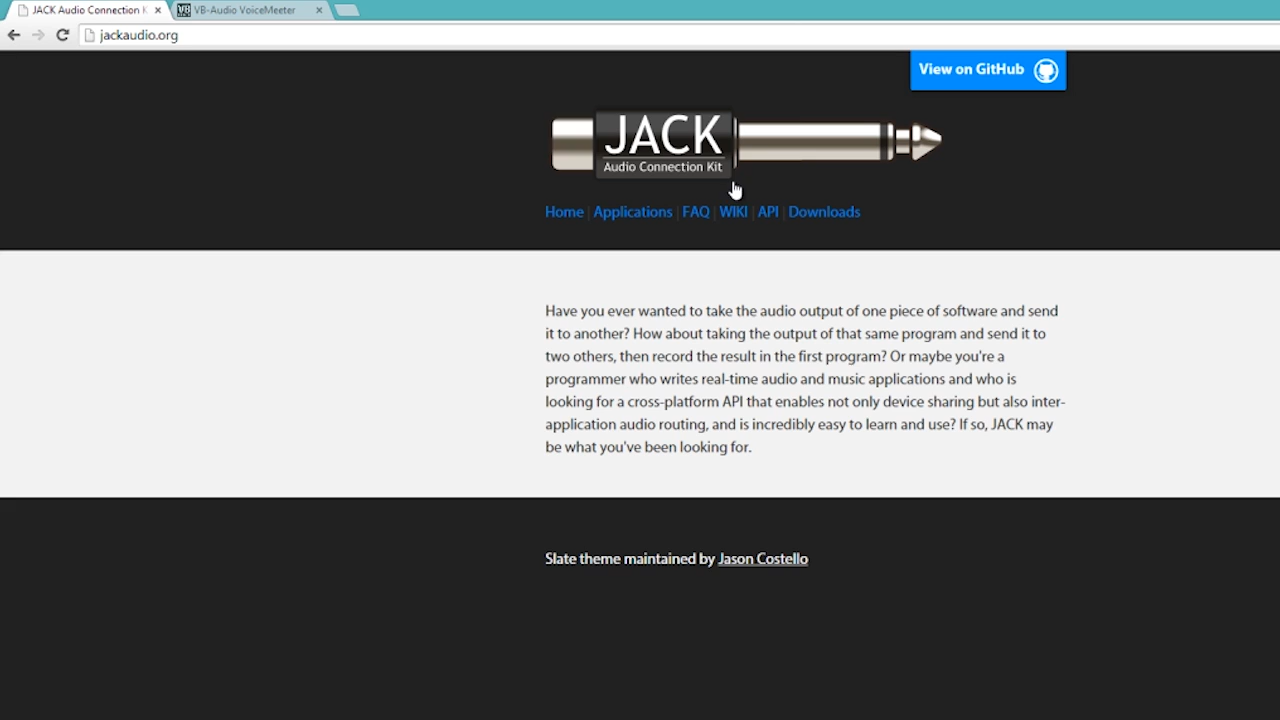 JACK Audio Connection K
VB-Audio VoiceMeeter
jackaudio.org
View on GitHub
JACK
Audio Connection Kit
Home | Applications | FAQ | WIKI | API | Downloads
Have you ever wanted to take the audio output of one piece of software and send
it to another? How about taking the output of that same program and send it to
two others, then record the result in the first program? Or maybe you're a
programmer who writes real-time audio and music applications and who is
looking for a cross-platform API that enables not only device sharing but also inter-
application audio routing, and is incredibly easy to learn and use? If so, JACK may
be what you've been looking for.
Slate theme maintained by Jason Costello